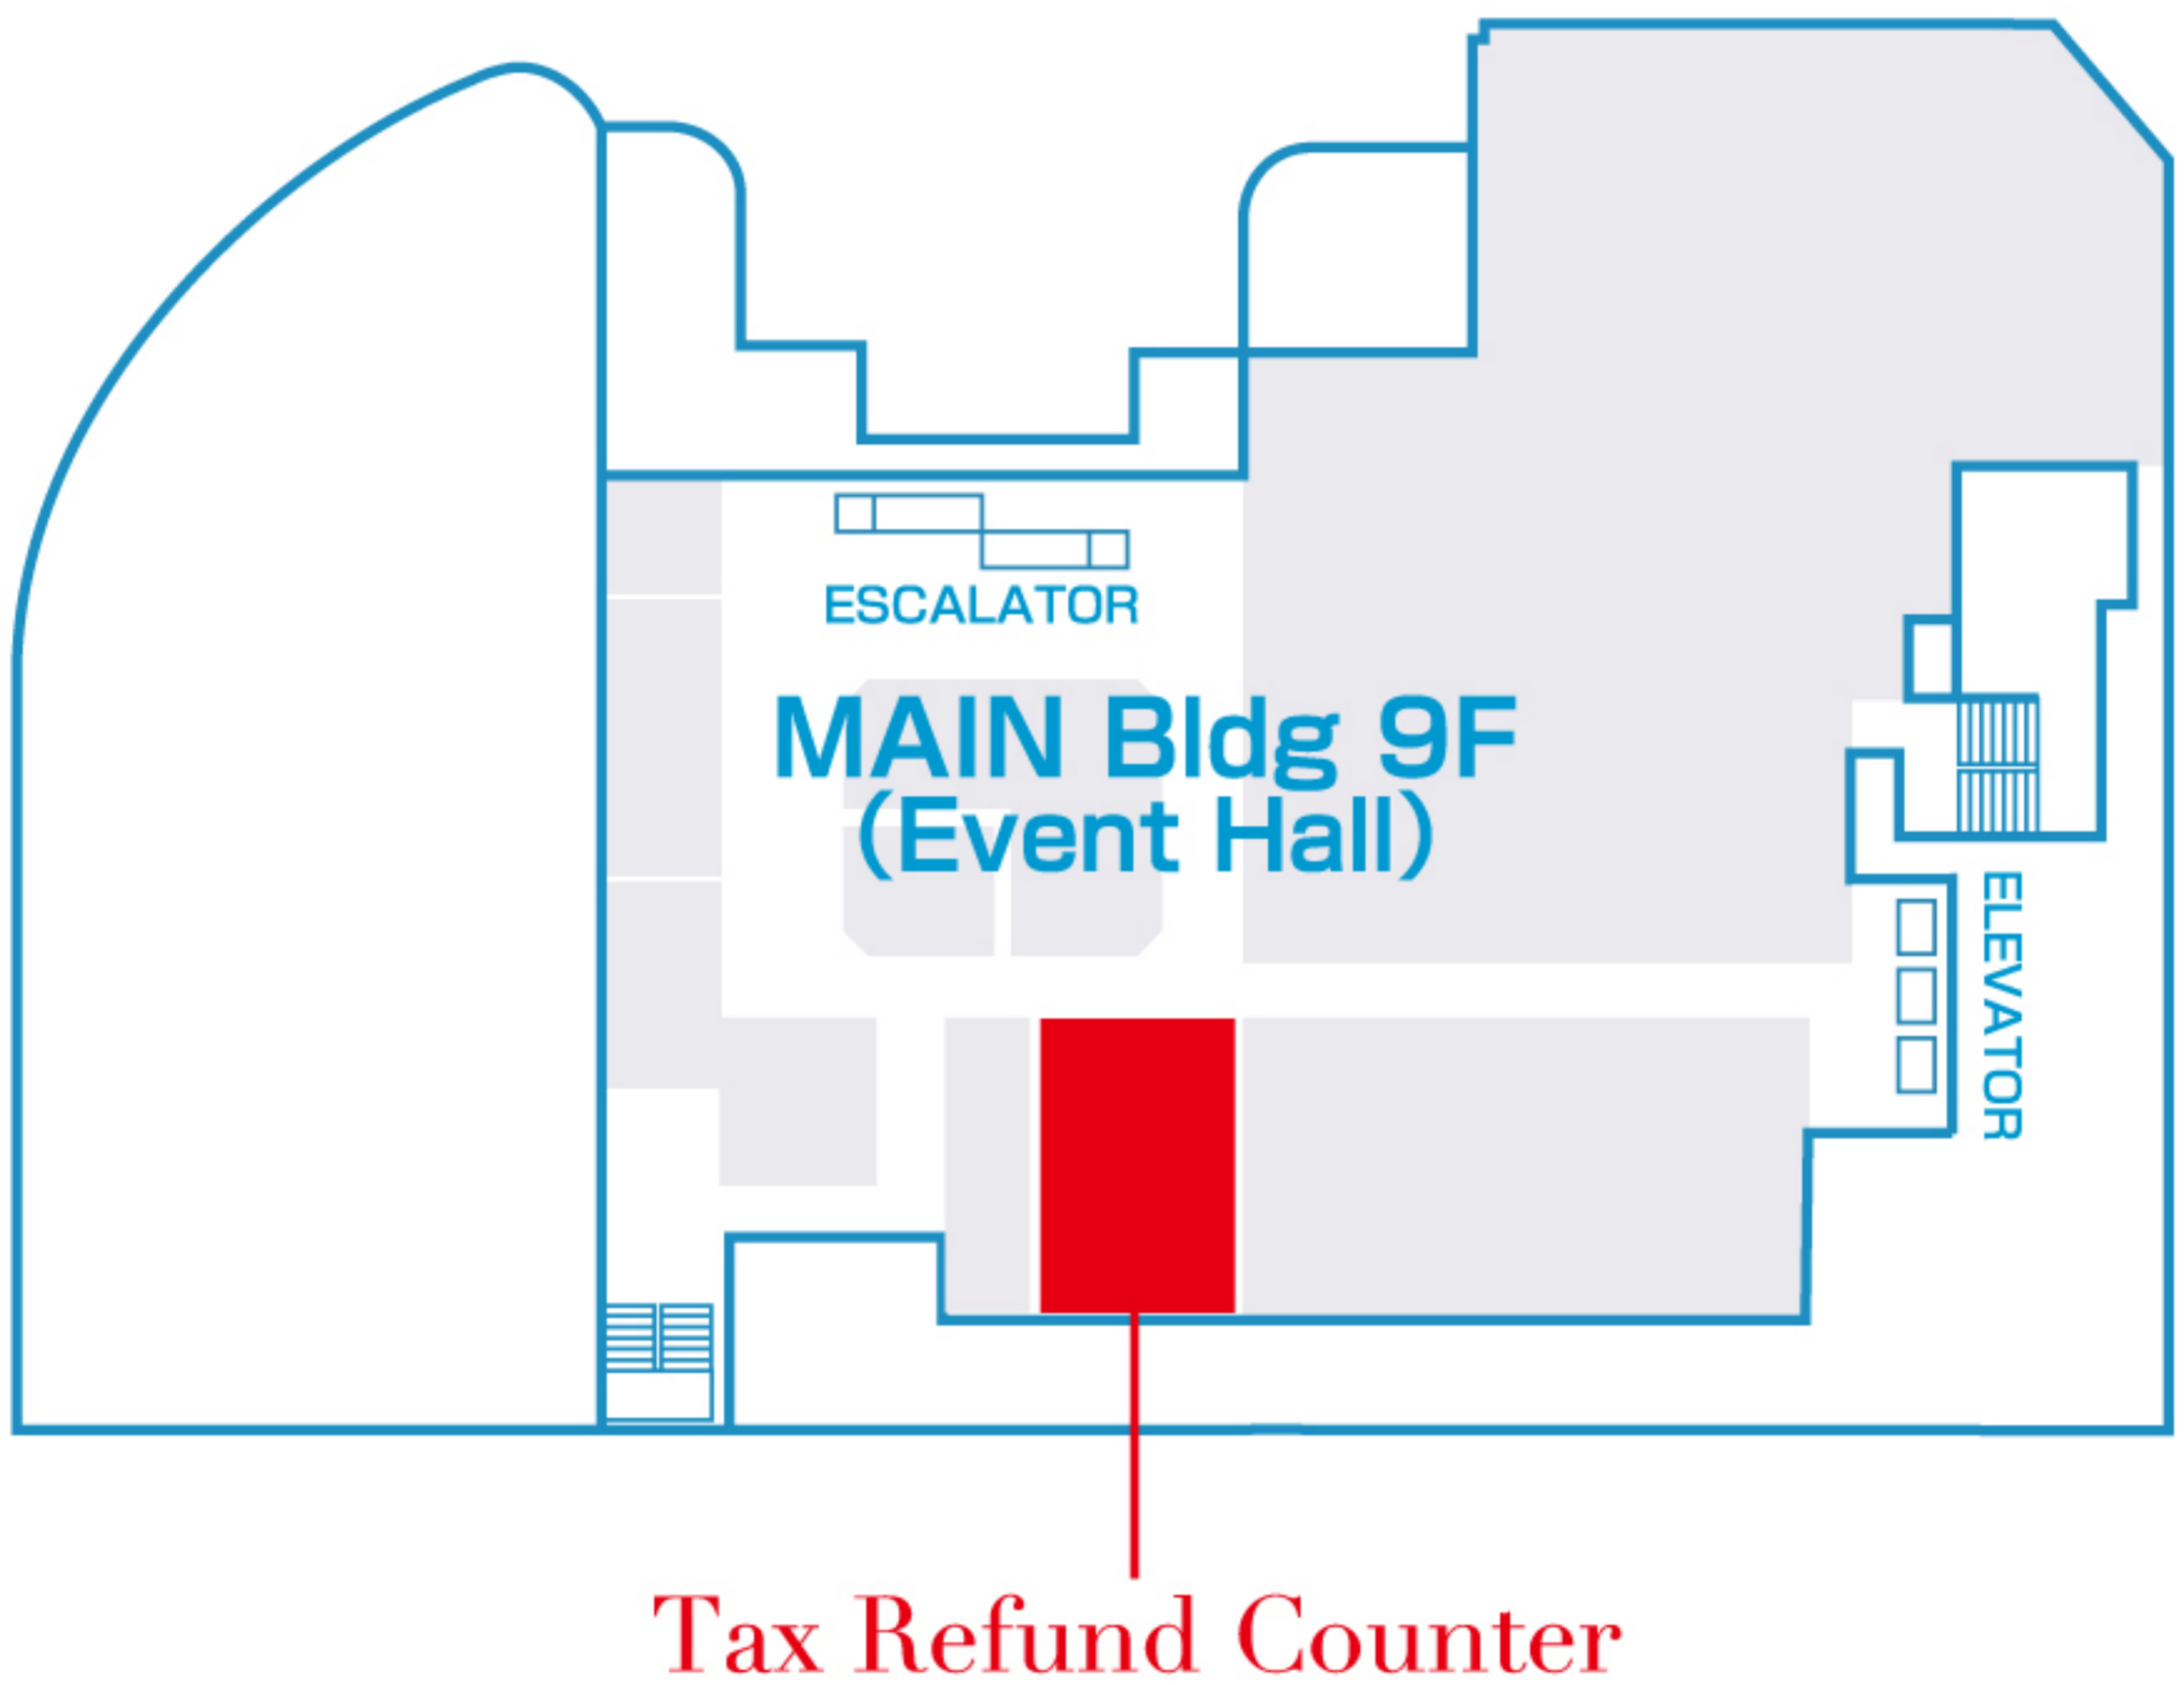 ESCALATOR
MAIN Bldg 9F
(Event Hall)
ELEVATOR
Tax Refund Counter